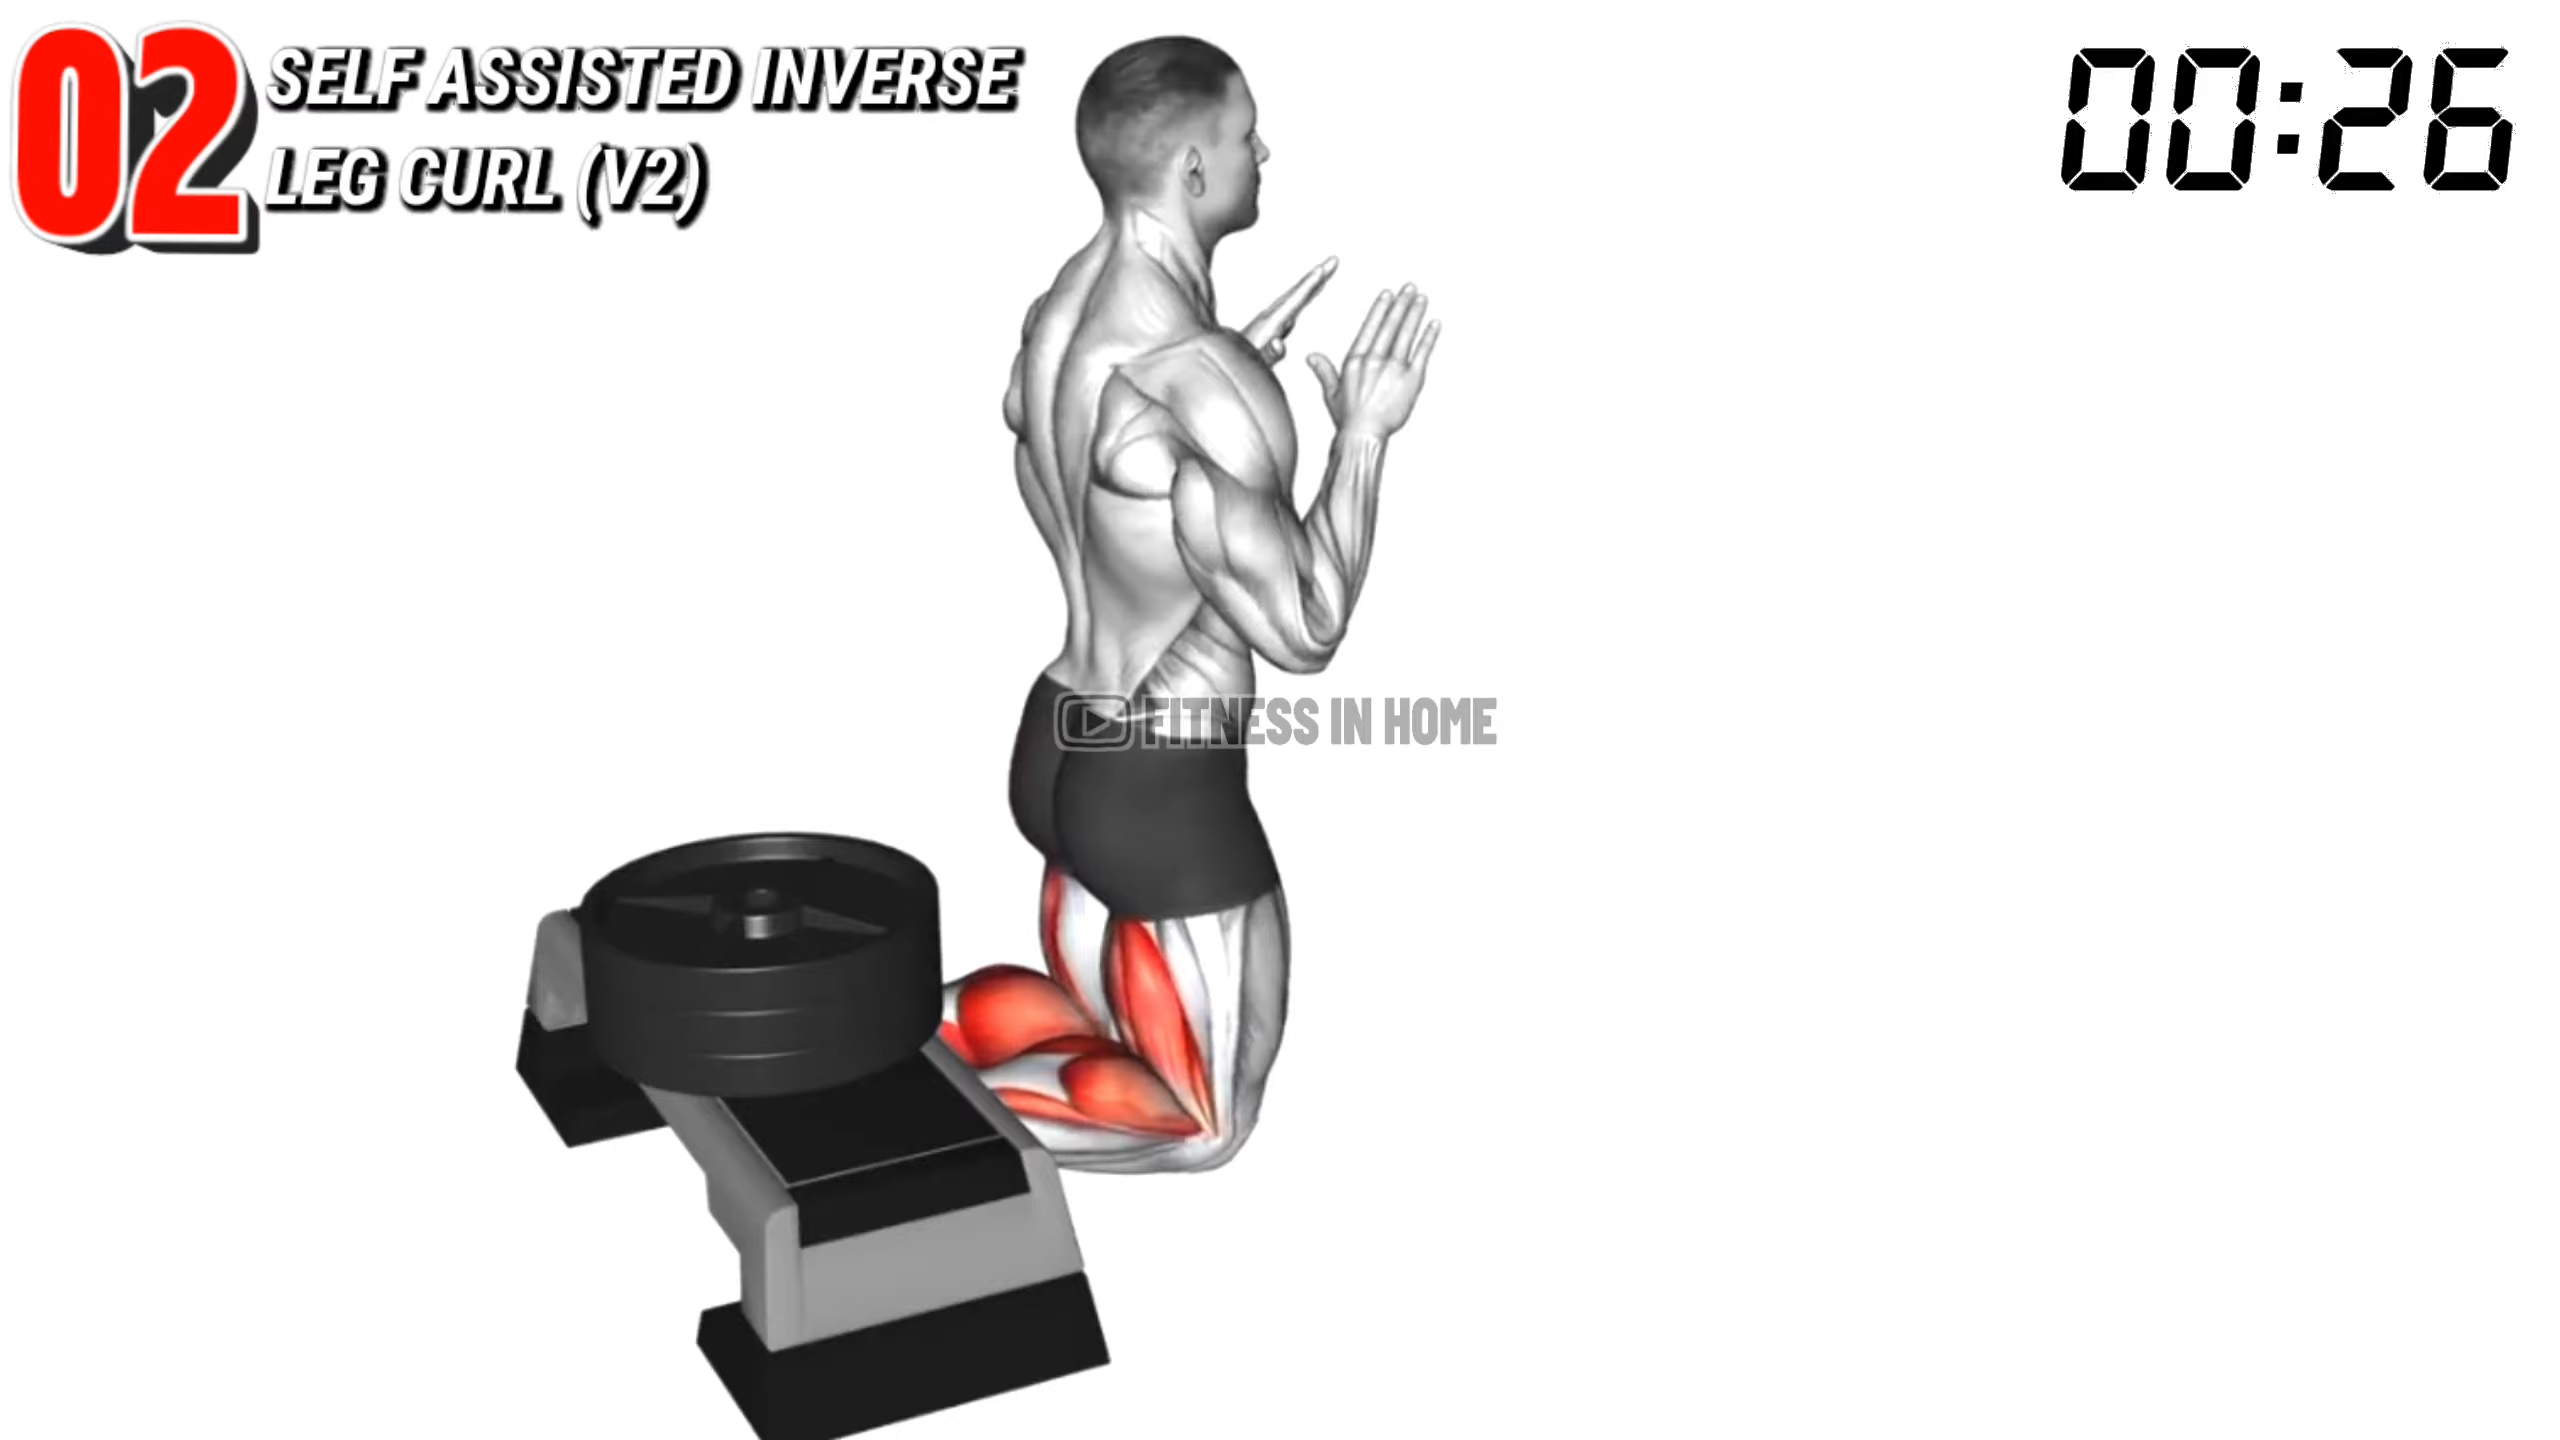 02
SELF ASSISTED INVERSE
LEG CURL (V2)
00:26
FITNESS IN HOME